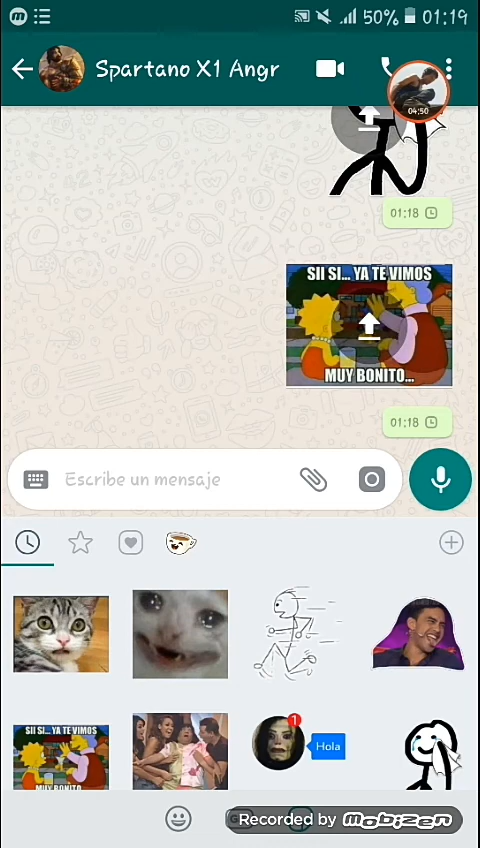 50% 01:19
Spartano X1 Angr
04:50
01:18
SII SI... YA TE VIMOS
MUY BONITO...
01:18
Escribe un mensaje
SII SI... YA TE VIMOS
MUY BONITO...
1
Hola
Recorded by Mobizen